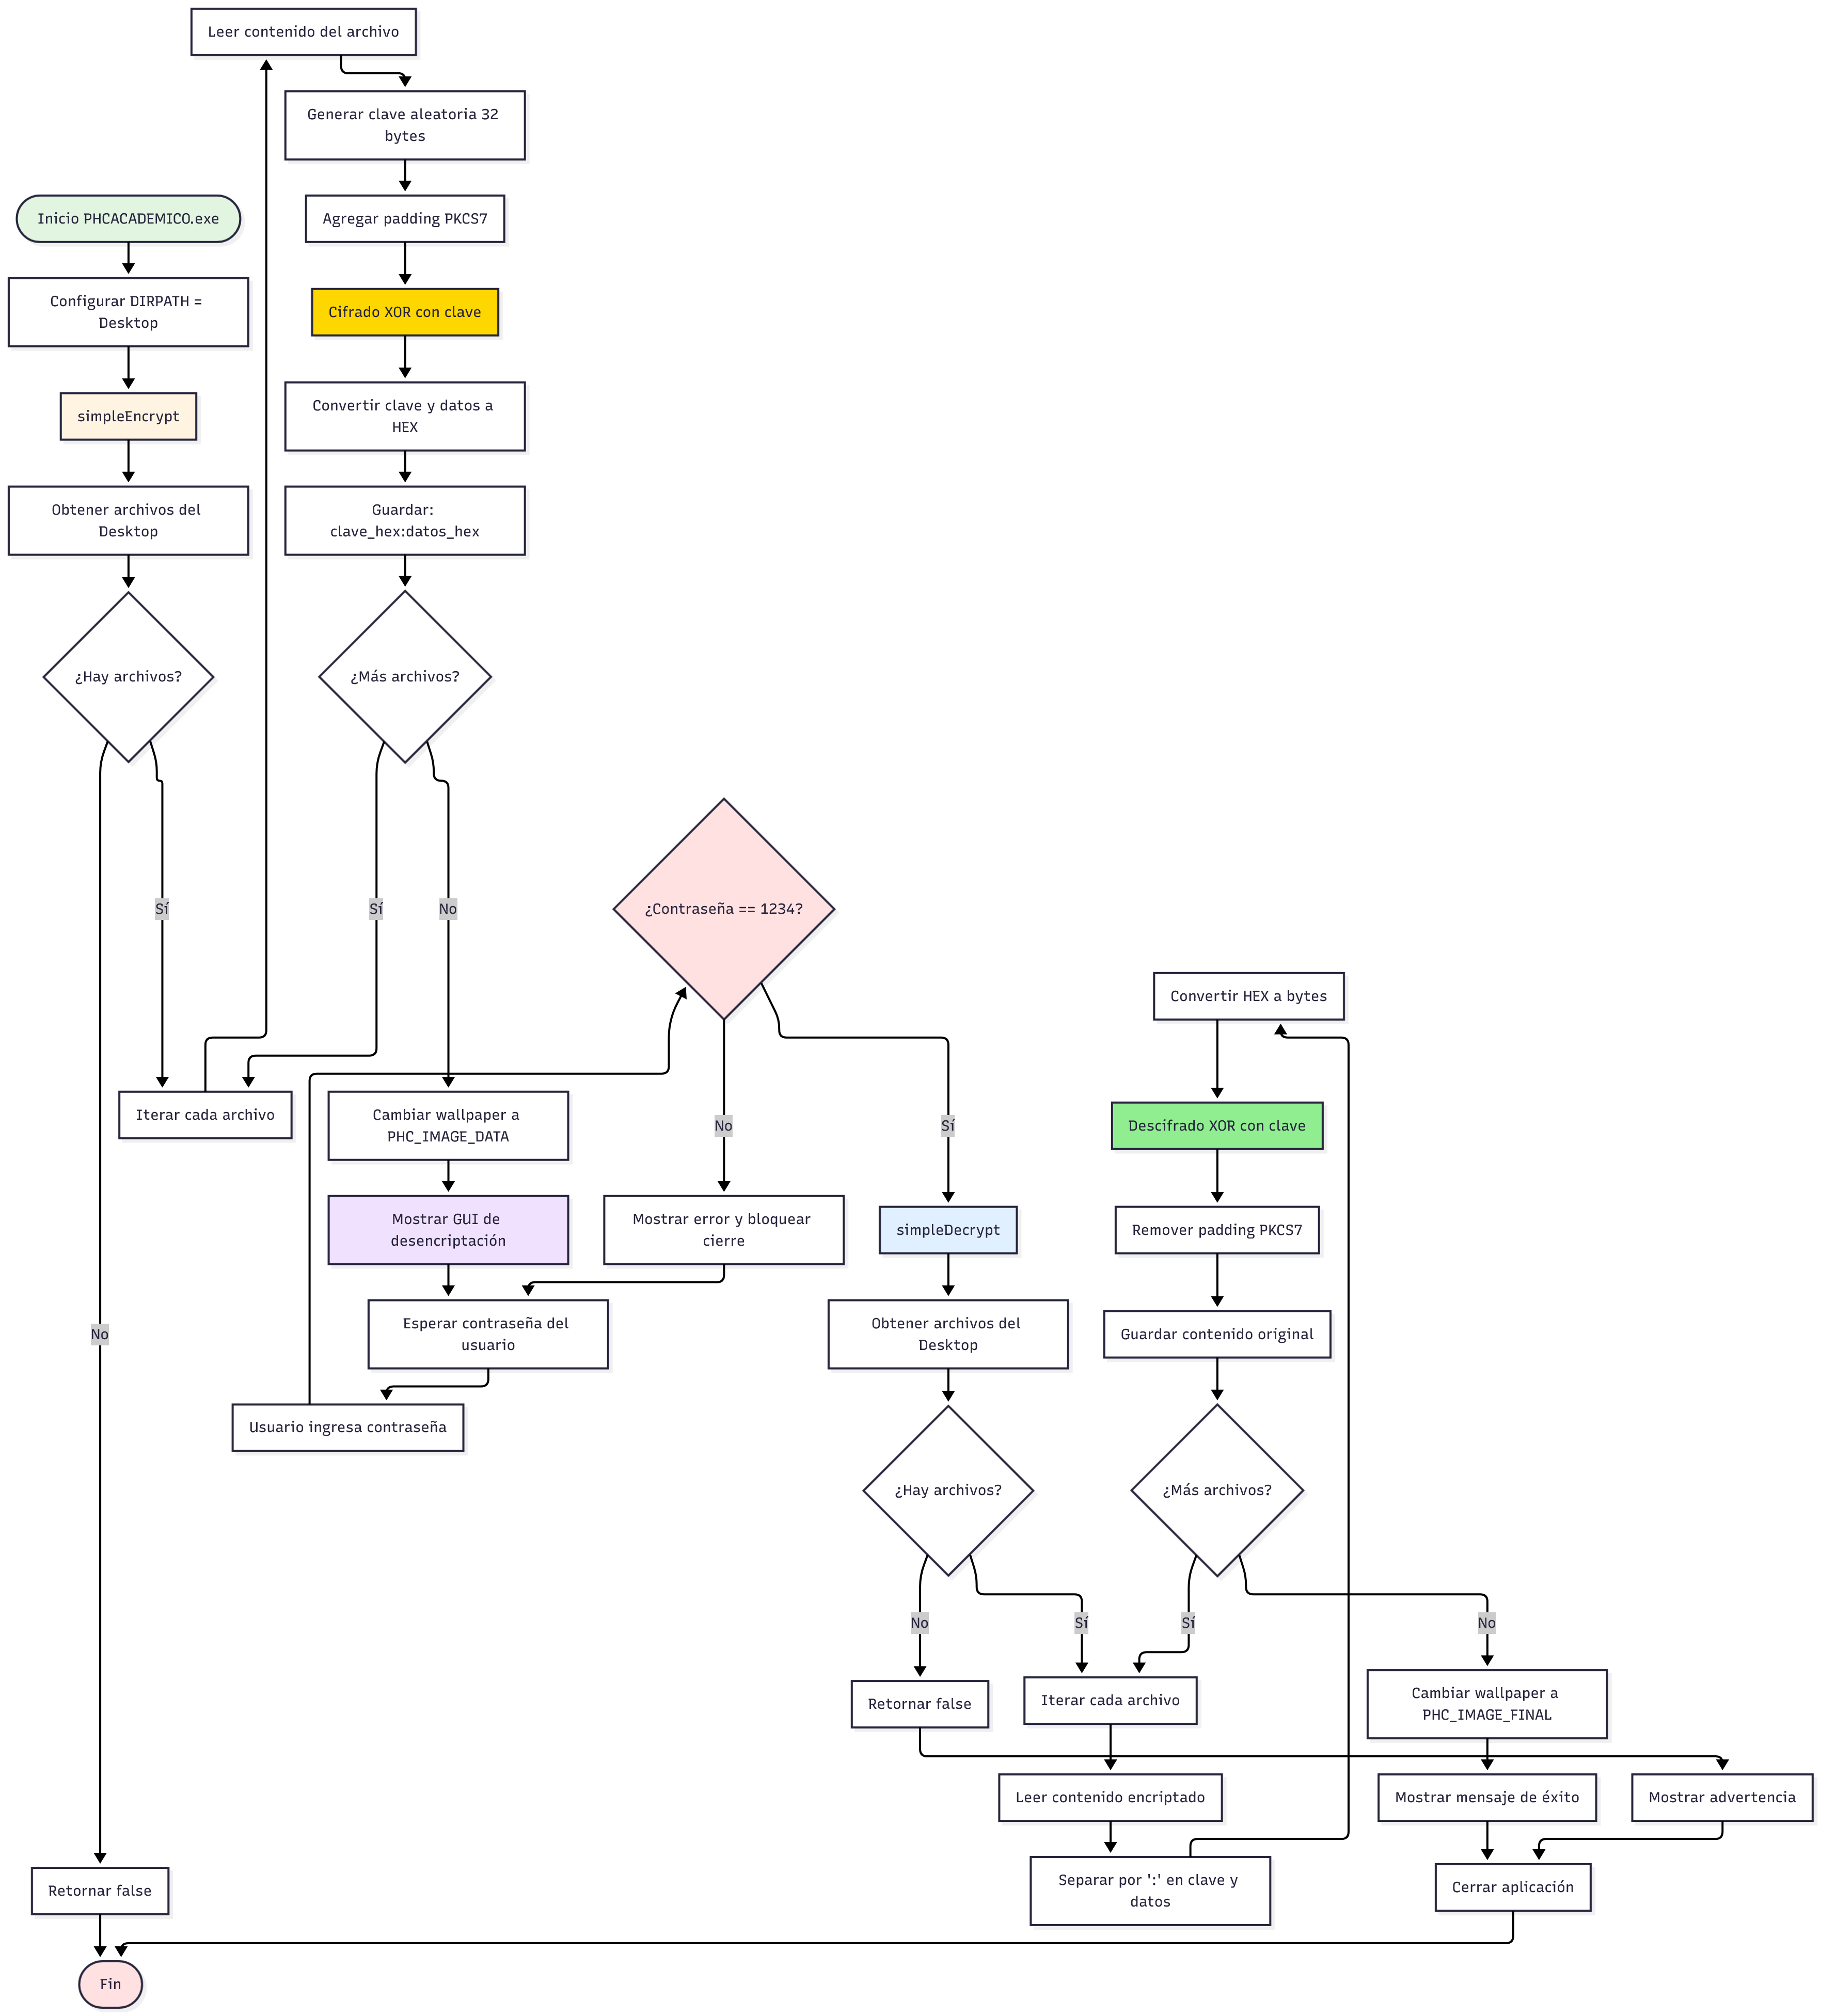 Leer contenido del archivo
Generar clave aleatoria 32
bytes
Inicio PHCACADEMICO.exe
Agregar padding PKCS7
Configurar DIRPATH =
Desktop
Cifrado XOR con clave
simpleEncrypt
Convertir clave y datos a
HEX
Obtener archivos del
Desktop
Guardar:
clave_hex:datos_hex
¿Hay archivos?
¿Más archivos?
Sí
Sí
No
¿Contraseña == 1234?
Convertir HEX a bytes
Iterar cada archivo
Cambiar wallpaper a
PHC_IMAGE_DATA
No
Sí
Descifrado XOR con clave
Mostrar GUI de
desencriptación
Mostrar error y bloquear
cierre
simpleDecrypt
Remover padding PKCS7
No
Esperar contraseña del
usuario
Obtener archivos del
Desktop
Guardar contenido original
Usuario ingresa contraseña
¿Hay archivos?
¿Más archivos?
No
Sí
Sí
No
Retornar false
Iterar cada archivo
Cambiar wallpaper a
PHC_IMAGE_FINAL
Leer contenido encriptado
Mostrar mensaje de éxito
Mostrar advertencia
Retornar false
Separar por ':' en clave y
datos
Cerrar aplicación
Fin